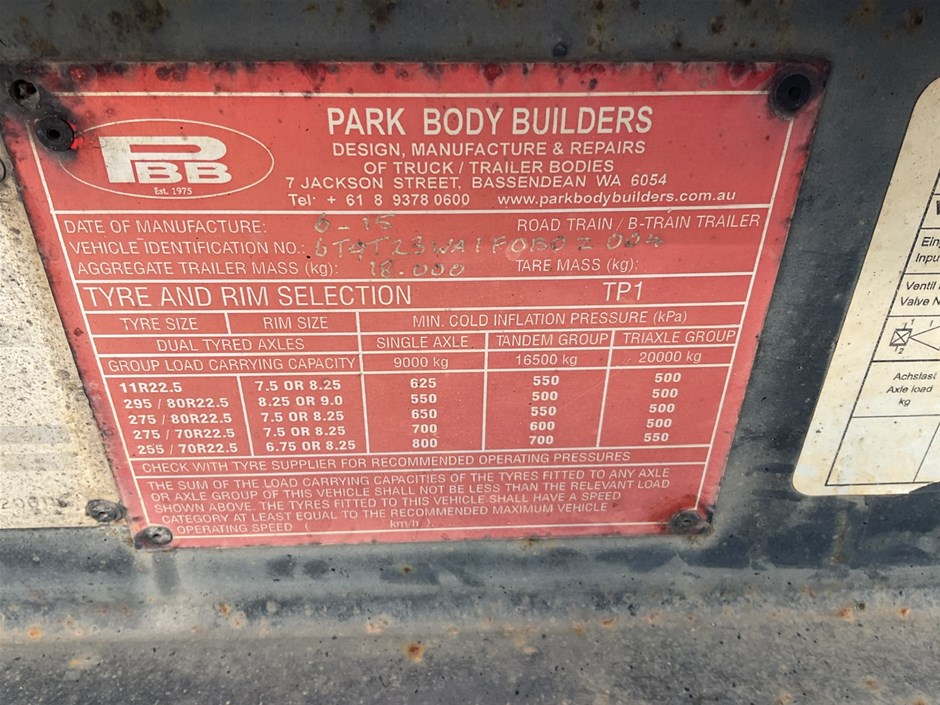 PBB
Est. 1975
PARK BODY BUILDERS
DESIGN, MANUFACTURE & REPAIRS
OF TRUCK / TRAILER BODIES
7 JACKSON STREET, BASSENDEAN WA 6054
Tel: + 61 8 9378 0600 www.parkbodybuilders.com.au
DATE OF MANUFACTURE: 6-15 ROAD TRAIN / B-TRAIN TRAILER
VEHICLE IDENTIFICATION NO.:
AGGREGATE TRAILER MASS (kg): 18.000 TARE MASS (kg):
TYRE AND RIM SELECTION TP1
TYRE SIZE RIM SIZE MIN. COLD INFLATION PRESSURE (kPa)
DUAL TYRED AXLES SINGLE AXLE TANDEM GROUP TRIAXLE GROUP
GROUP LOAD CARRYING CAPACITY 9000 kg 16500 kg 20000 kg
11R22.5 7.5 OR 8.25 625 550 500
295 / 80R22.5 8.25 OR 9.0 550 500 500
275 / 80R22.5 7.5 OR 8.25 650 550 500
275 / 70R22.5 7.5 OR 8.25 700 600 500
255 / 70R22.5 6.75 OR 8.25 800 700 550
CHECK WITH TYRE SUPPLIER FOR RECOMMENDED OPERATING PRESSURES
THE SUM OF THE LOAD CARRYING CAPACITIES OF THE TYRES FITTED TO ANY AXLE
OR AXLE GROUP OF THIS VEHICLE SHALL NOT BE LESS THAN THE RELEVANT LOAD
SHOWN ABOVE. THE TYRES FITTED TO THIS VEHICLE SHALL HAVE A SPEED
CATEGORY AT LEAST EQUAL TO THE RECOMMENDED MAXIMUM VEHICLE
OPERATING SPEED ( km/h ).
Ein
Input
Ventil
Valve N
1
2
Achslast
Axle load
kg